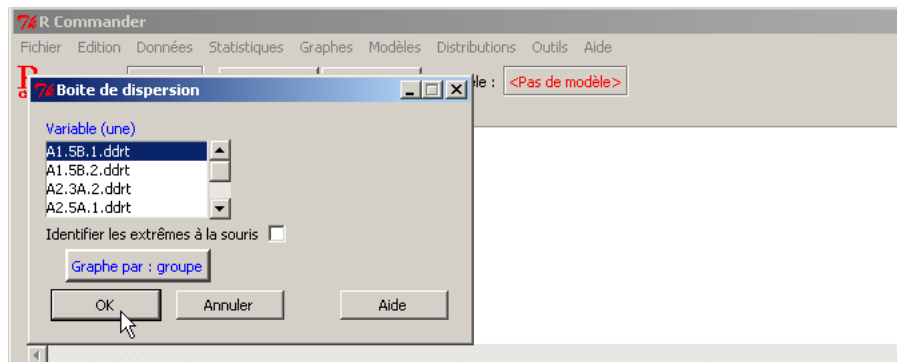 R Commander
Fichier Edition Données Statistiques Graphes Modèles Distributions Outils Aide
<Pas de modèle>
Boite de dispersion
Variable (une)
A1.5B.1.ddrt
A1.5B.2.ddrt
A2.3A.2.ddrt
A2.5A.1.ddrt
Identifier les extrêmes à la souris
Graphe par : groupe
OK Annuler Aide